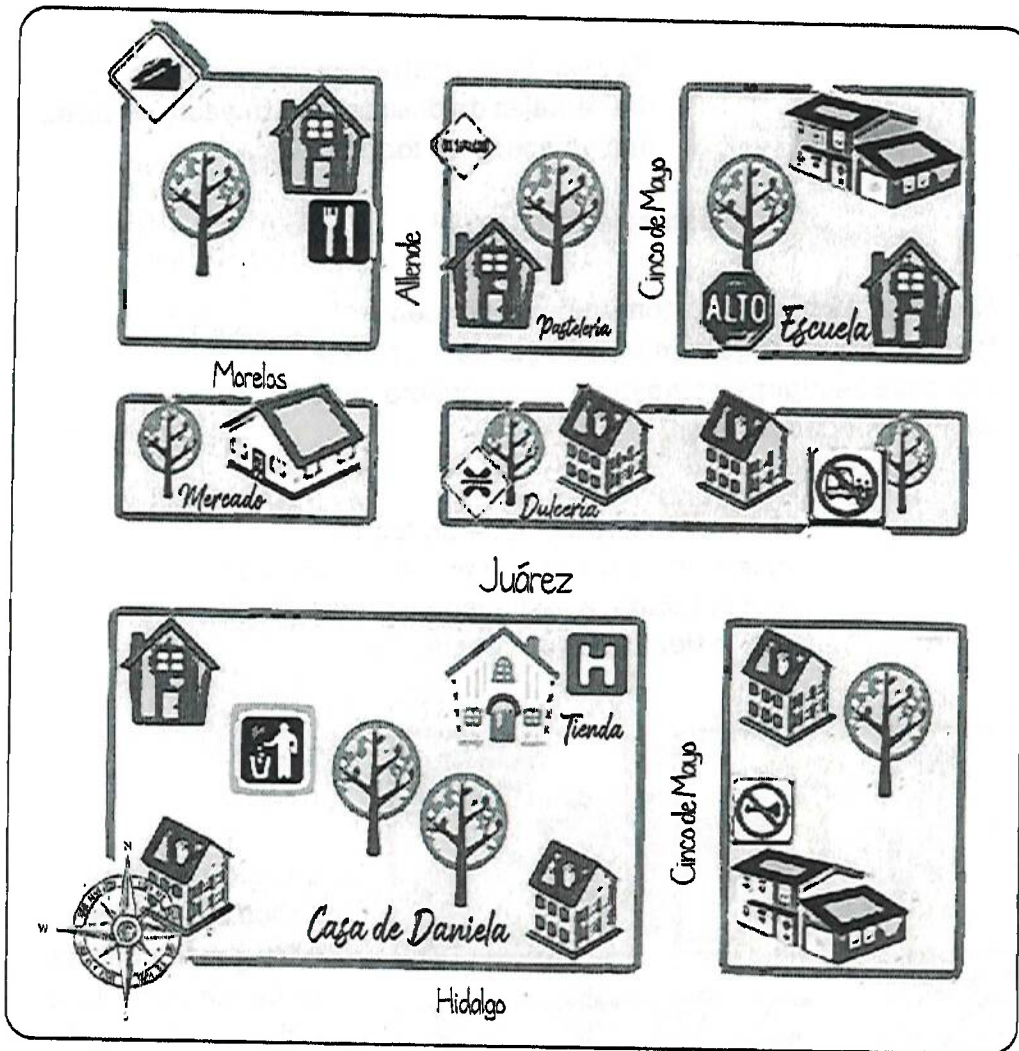 Allende
Cinco de Mayo
Pastelería
ALTO
Escuela
Morelos
Mercado
Dulcería
Juárez
H
Tienda
Cinco de Mayo
N
W
Casa de Daniela
Hidalgo